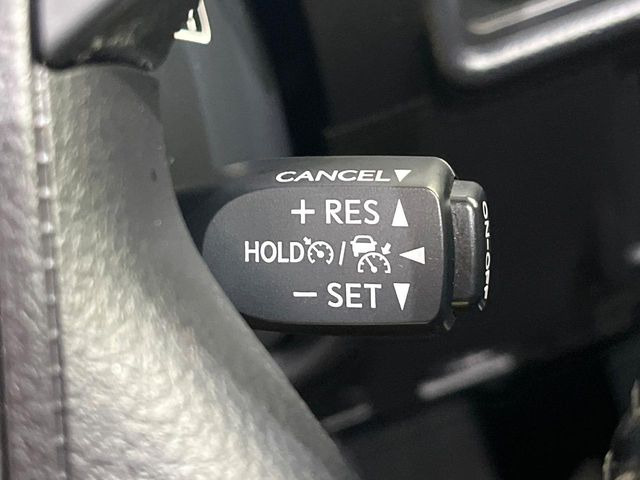 CANCEL▼
+ RES ▲
HOLD / ◀
− SET ▼
ON-OFF